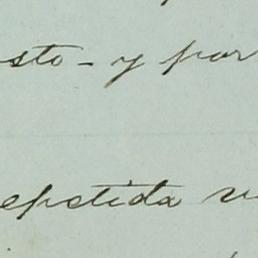 sto - y por
epetida